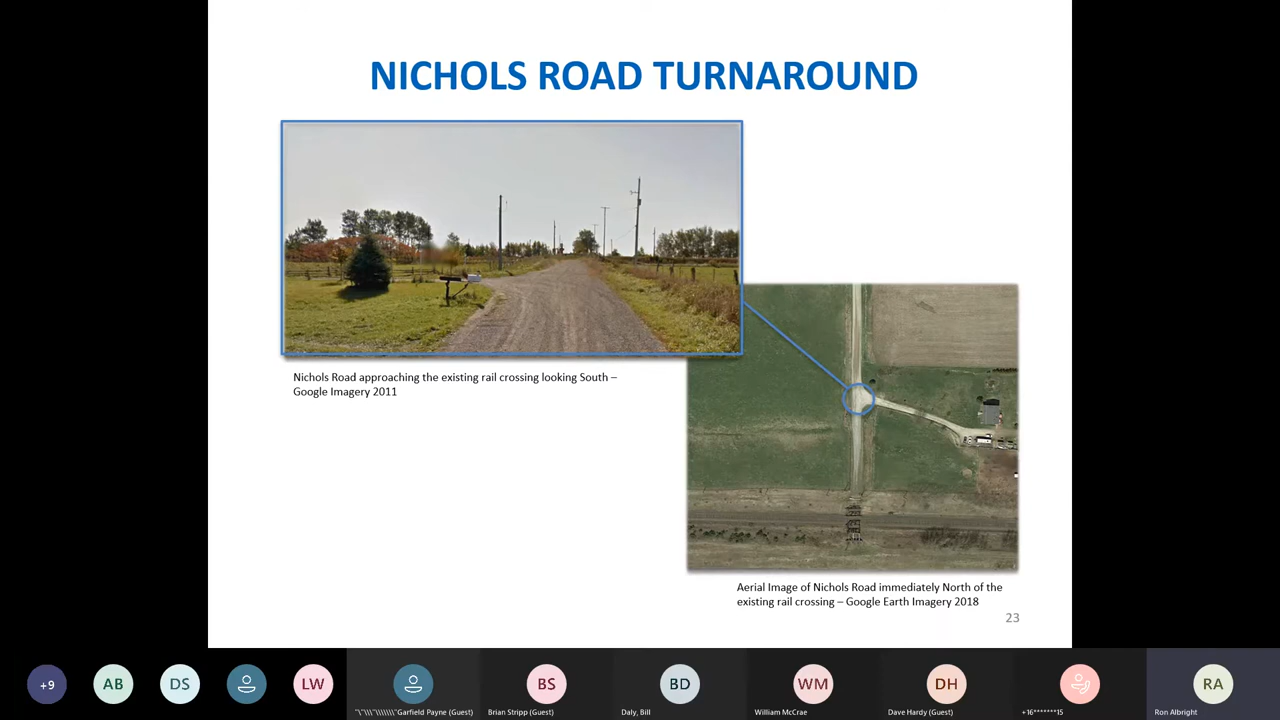 NICHOLS ROAD TURNAROUND
Nichols Road approaching the existing rail crossing looking South –
Google Imagery 2011
Aerial Image of Nichols Road immediately North of the
existing rail crossing – Google Earth Imagery 2018
23
+9
AB
DS
LW
BS
BD
WM
DH
RA
"\"\\\"\\\\\\\"Garfield Payne (Guest)
Brian Stripp (Guest)
Daly, Bill
William McCrae
Dave Hardy (Guest)
+16*******15
Ron Albright